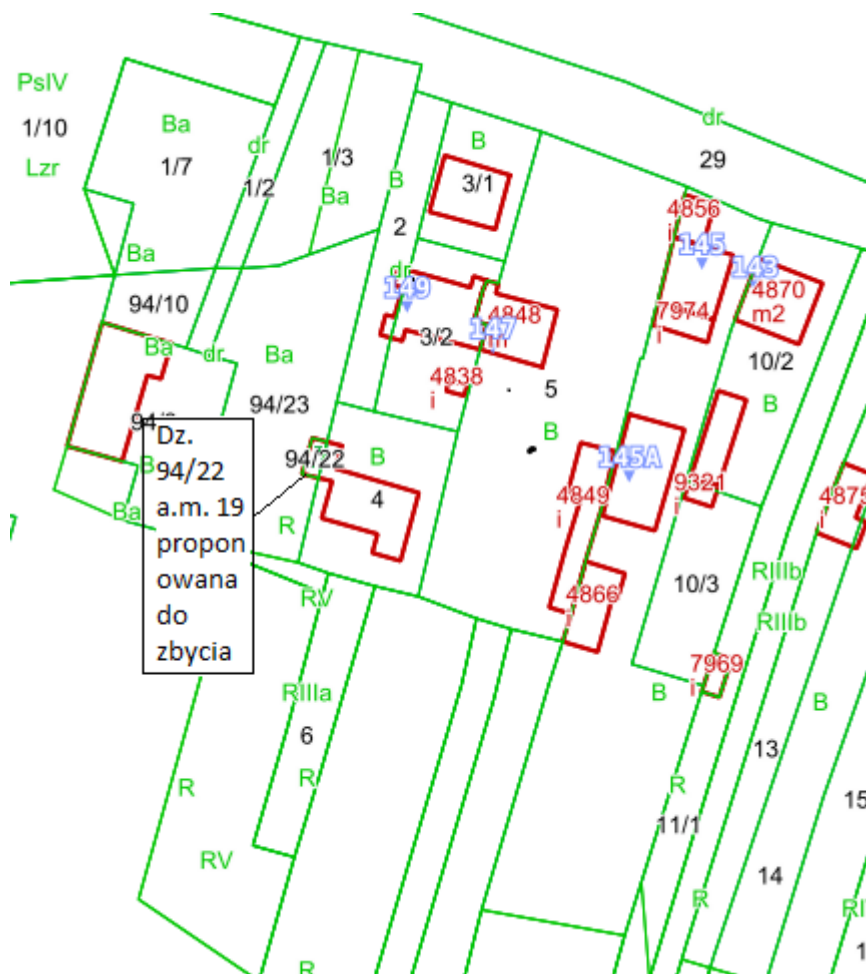 PsIV
1/10
Lzr
Ba
1/7
dr
1/2
1/3
Ba
B
2
B
3/1
dr
29
4856
i
145
143
4870
m2
7974
i
10/2
B
Ba
94/10
Ba
dr
Ba
94/23
dr
149
3/2
4848
147
4838
i
5
B
94/22
B
4
R
145A
4849
i
9321
i
4875
i
4866
i
10/3
RIIIb
RIIIb
7969
i
B
B
Ba
Dz.
94/22
a.m. 19
propon
owana
do
zbycia
RV
RIIIa
6
R
R
RV
R
R
11/1
13
15
14
R